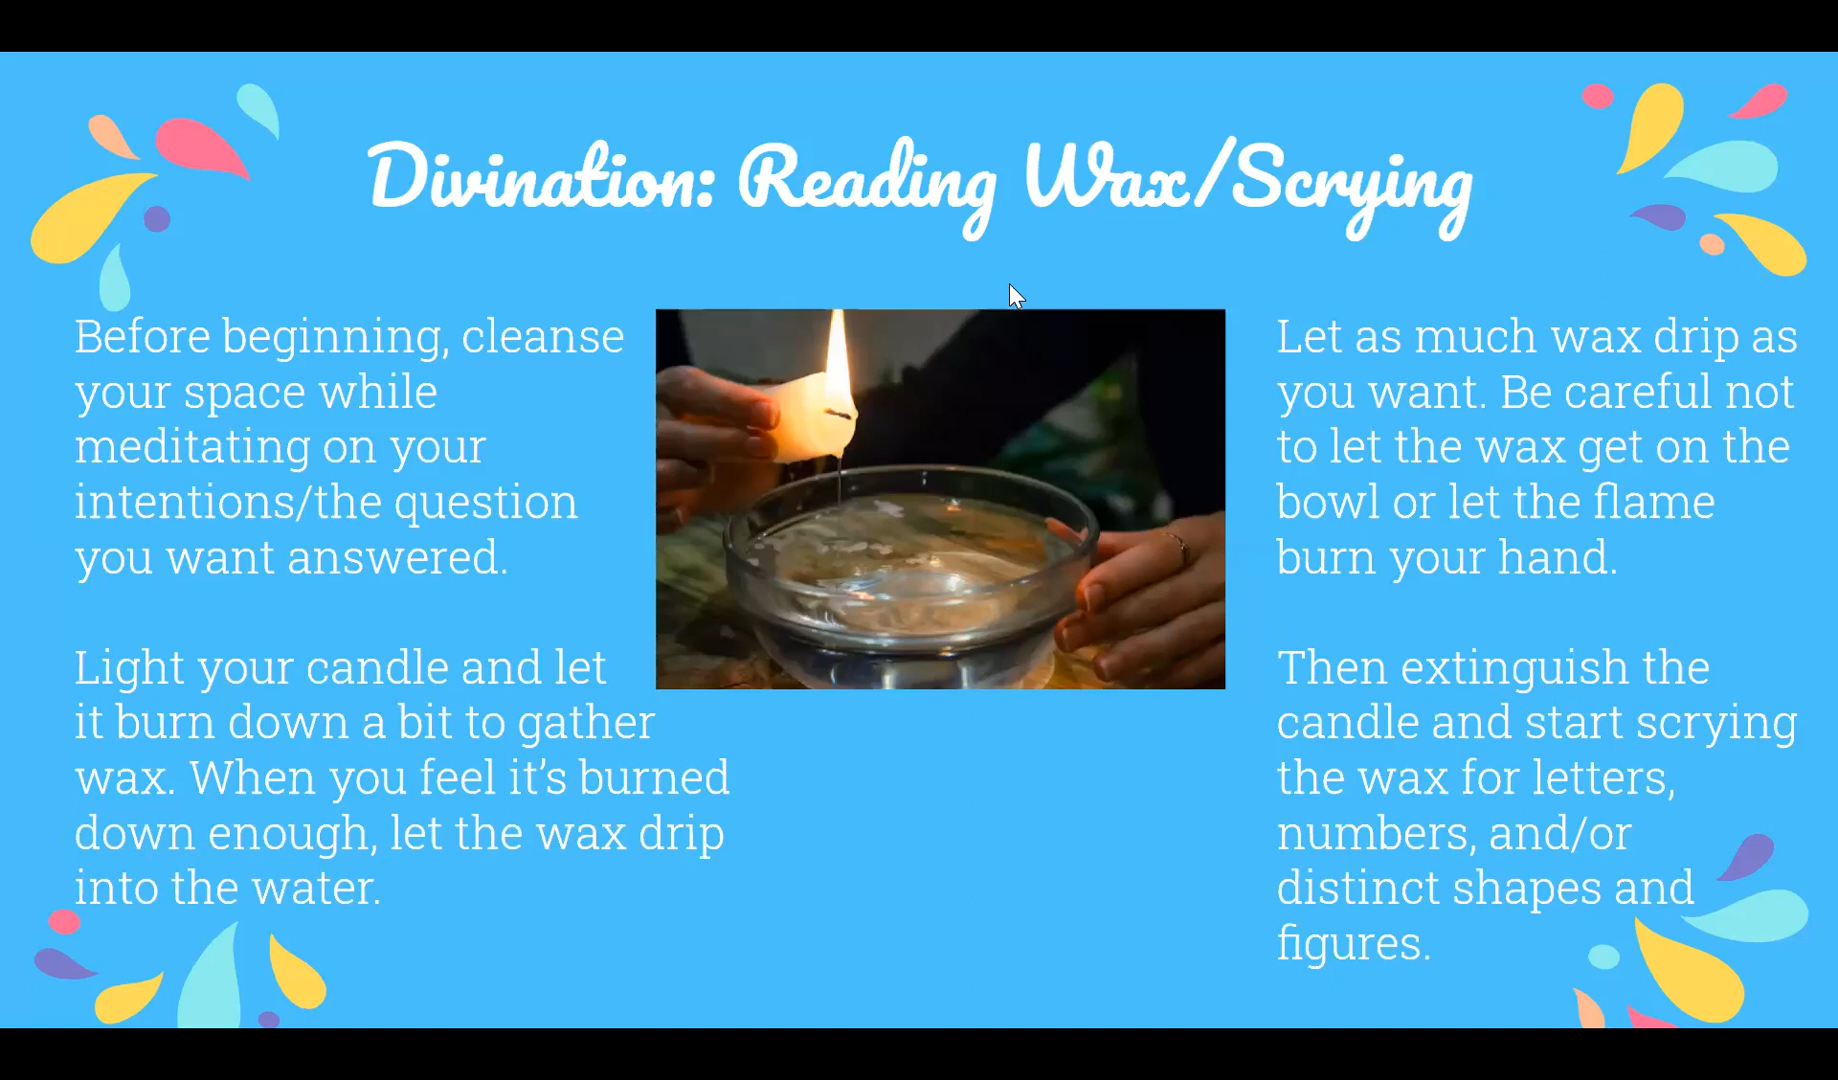 Divination: Reading Wax/Scrying
Before beginning, cleanse
your space while
meditating on your
intentions/the question
you want answered.
Light your candle and let
it burn down a bit to gather
wax. When you feel it’s burned
down enough, let the wax drip
into the water.
Let as much wax drip as
you want. Be careful not
to let the wax get on the
bowl or let the flame
burn your hand.
Then extinguish the
candle and start scrying
the wax for letters,
numbers, and/or
distinct shapes and
figures.